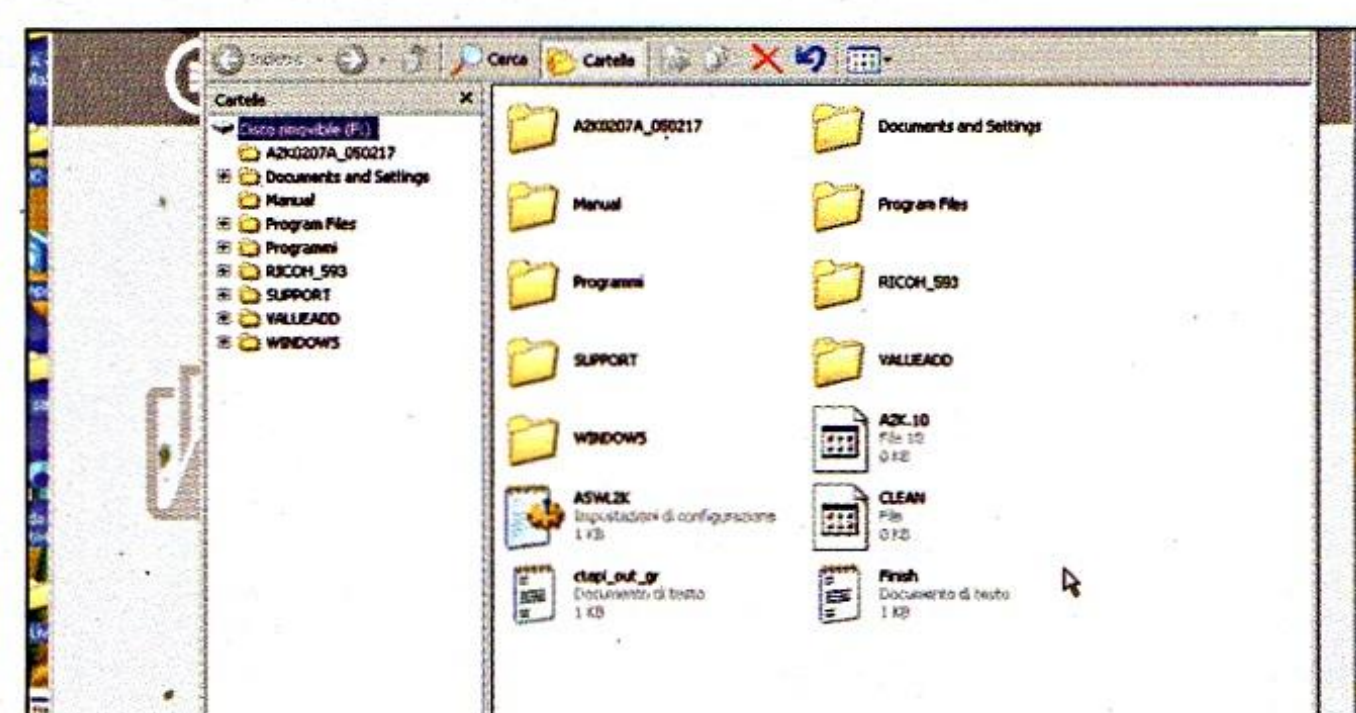 Indietro
Cerca
Cartelle
Cartelle
Disco rimovibile (F:)
A2K0207A_050217
Documents and Settings
Manual
Program Files
Programmi
RICOH_593
SUPPORT
VALUEADD
WINDOWS
A2K0207A_050217
Documents and Settings
Manual
Program Files
Programmi
RICOH_593
SUPPORT
VALUEADD
WINDOWS
A2K.10
File 10
0 KB
ASWL2K
Impostazioni di configurazione
1 KB
CLEAN
File
0 KB
ctapi_out_gr
Documento di testo
1 KB
Finish
Documento di testo
1 KB